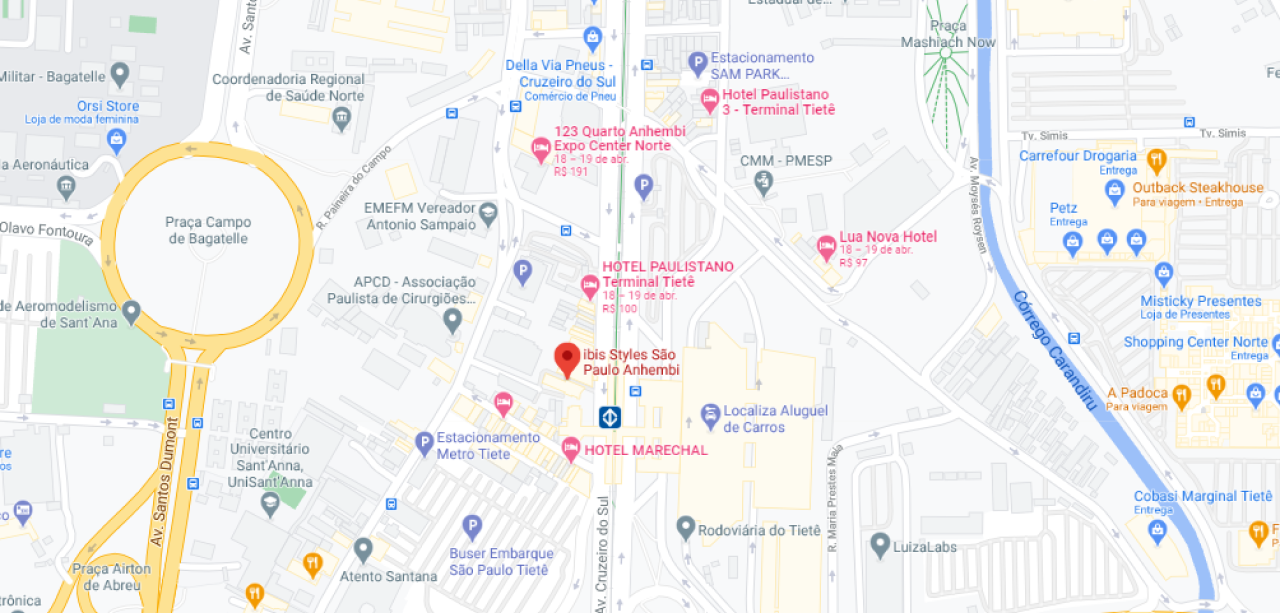 Estadual de...
Praça
Mashiach Now
Av. Santos
Della Via Pneus -
Cruzeiro do Sul
Comércio de Pneu
Estacionamento
SAM PARK...
Militar - Bagatelle
Coordenadoria Regional
de Saúde Norte
Hotel Paulistano
3 - Terminal Tietê
Orsi Store
Loja de moda feminina
123 Quarto Anhembi
Expo Center Norte
18 – 19 de abr.
R$ 191
Tv. Simis
Tv. Simis
CMM - PMESP
Carrefour Drogaria
Entrega
Aeronáutica
R. Palneira do Campo
Av. Moysés Roysen
Outback Steakhouse
Para viagem • Entrega
EMEFM Vereador
Antonio Sampaio
Petz
Entrega
Praça Campo
de Bagatelle
Olavo Fontoura
Lua Nova Hotel
18 – 19 de abr.
R$ 97
HOTEL PAULISTANO
Terminal Tietê
18 – 19 de abr.
R$ 100
APCD - Associação
Paulista de Cirurgiões...
de Aeromodelismo
de Sant'Ana
Córrego Carandiru
Misticky Presentes
Loja de Presentes
Shopping Center Norte
Entrega
ibis Styles São
Paulo Anhembi
A Padoca
Para viagem
Localiza Aluguel
de Carros
Centro
Universitário
Sant'Anna,
UniSant'Anna
Estacionamento
Metro Tiete
HOTEL MARECHAL
Av. Santos Dumont
Av. Cruzeiro do Sul
R. Maria Prestes Maia
Cobasi Marginal Tietê
Entrega
Rodoviária do Tietê
LuizaLabs
Buser Embarque
São Paulo Tietê
Atento Santana
Praça Airton
de Abreu